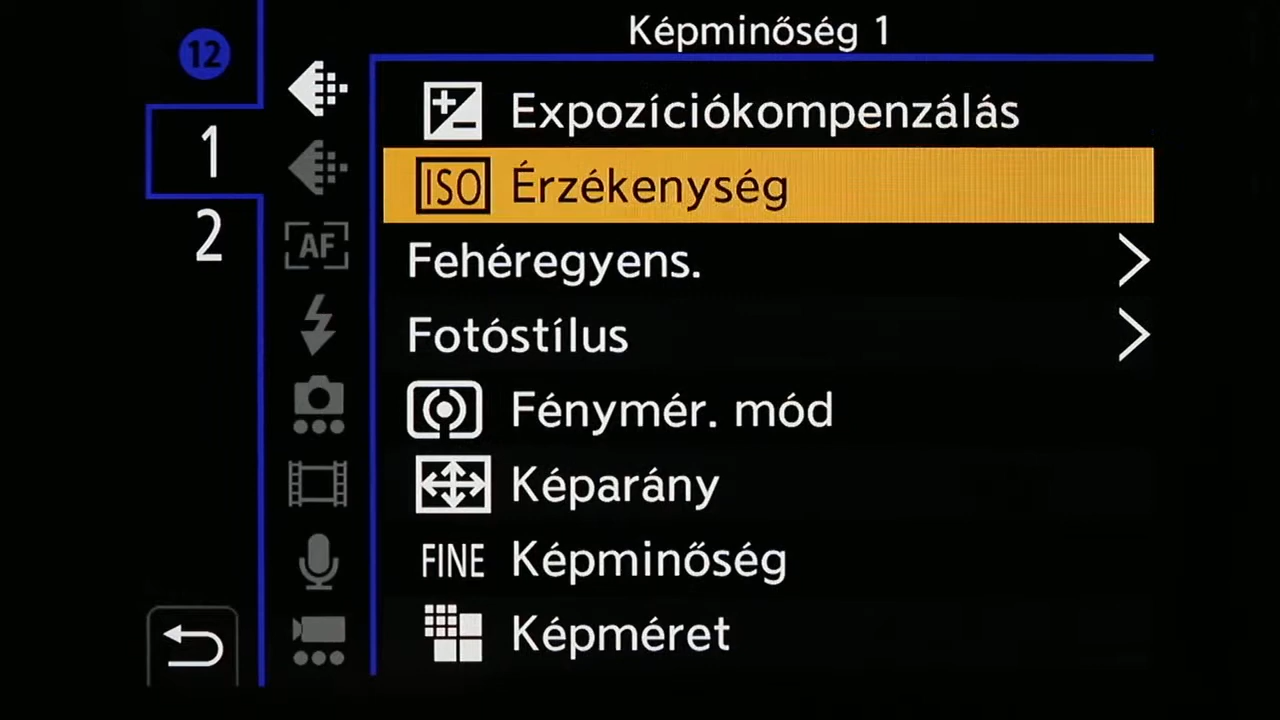 Képminőség 1
12
1
2
AF
Expozíciókompenzálás
ISO Érzékenység
Fehéregyens.
Fotóstílus
Fénymér. mód
Képarány
FINE Képminőség
Képméret